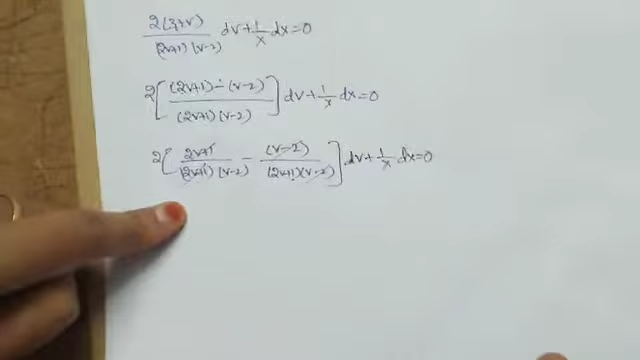 2(3+v)/(2v+1)(v-2) dv + 1/x dx = 0
2[((2v+1) - (v-2))/((2v+1)(v-2))] dv + 1/x dx = 0
2[(2v+1)/((2v+1)(v-2)) - (v-2)/((2v+1)(v-2))] dv + 1/x dx = 0